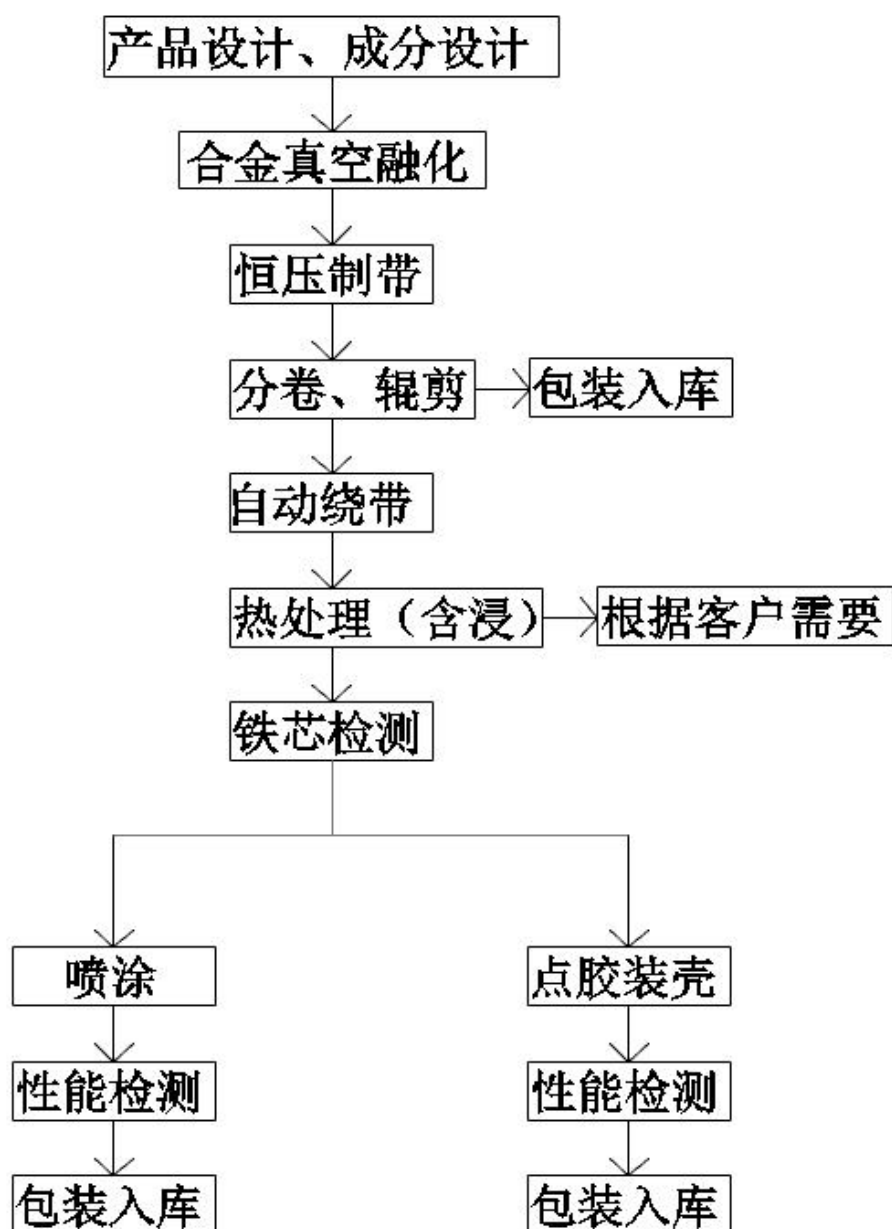 产品设计、成分设计
合金真空融化
恒压制带
分卷、辊剪
包装入库
自动绕带
热处理（含浸）
根据客户需要
铁芯检测
喷涂
点胶装壳
性能检测
性能检测
包装入库
包装入库